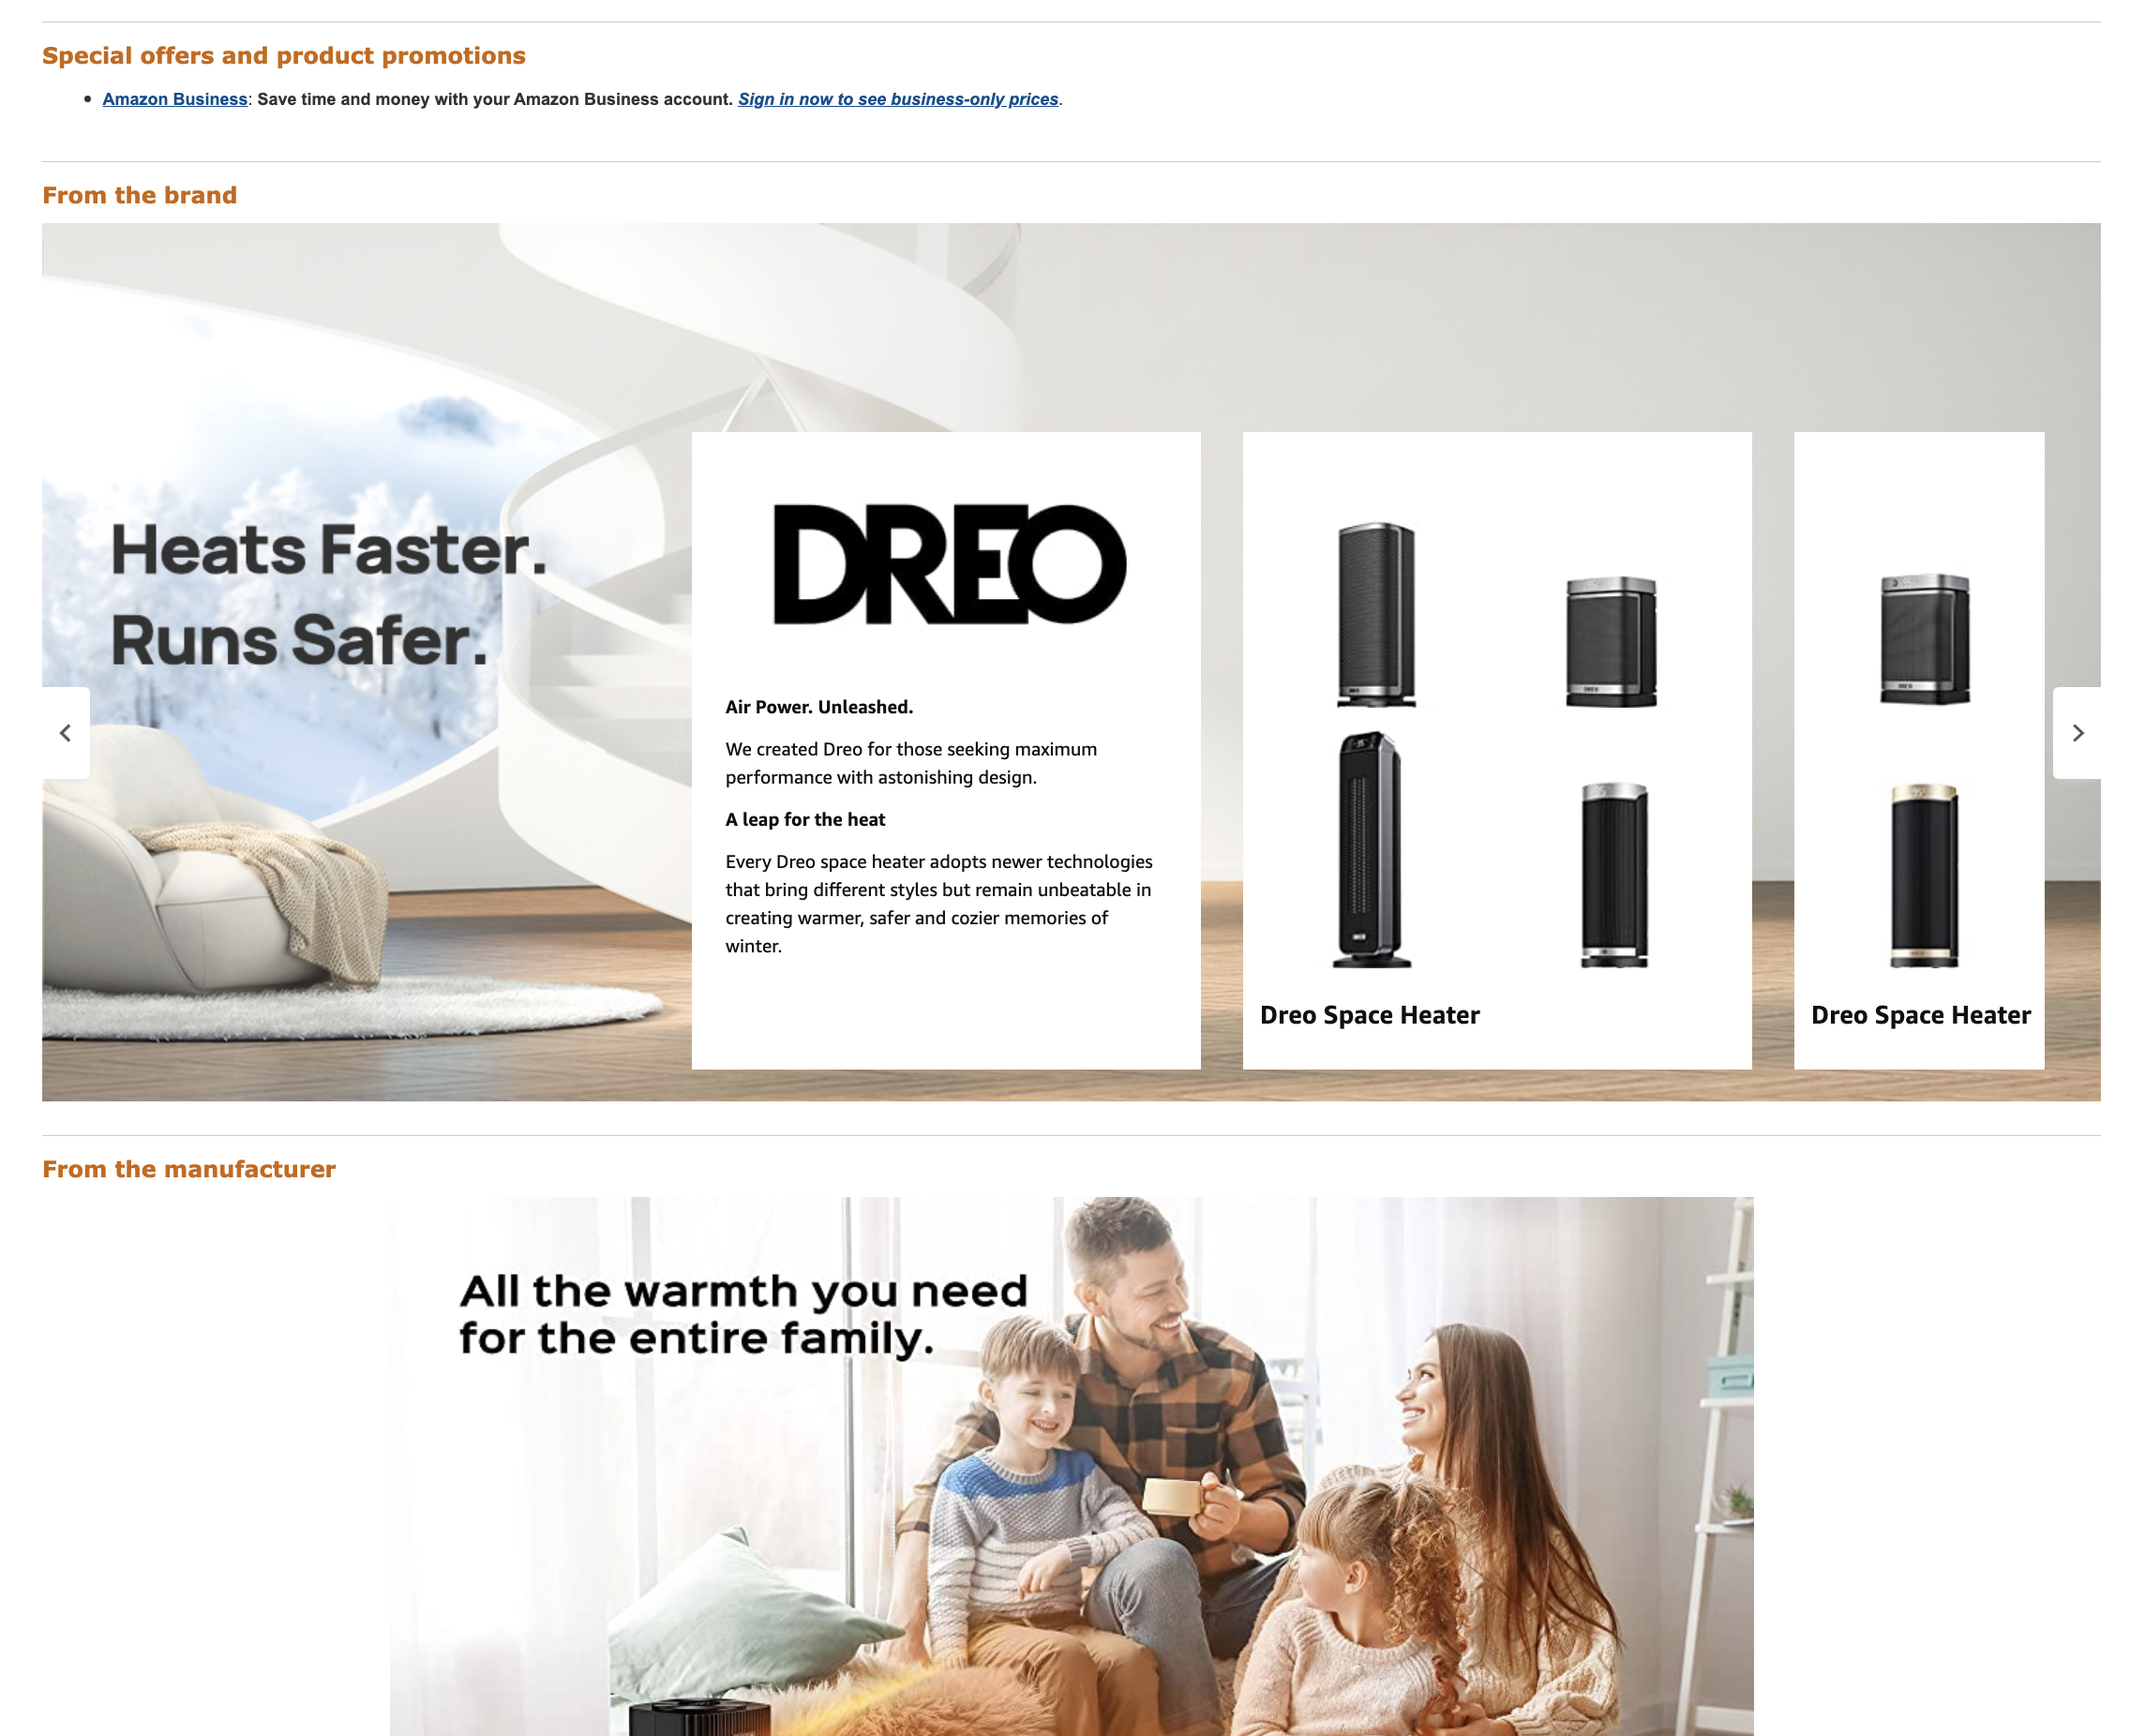 Special offers and product promotions
• Amazon Business: Save time and money with your Amazon Business account. Sign in now to see business-only prices.
From the brand
Heats Faster.
Runs Safer.
DREO
Air Power. Unleashed.
We created Dreo for those seeking maximum
performance with astonishing design.
A leap for the heat
Every Dreo space heater adopts newer technologies
that bring different styles but remain unbeatable in
creating warmer, safer and cozier memories of
winter.
Dreo Space Heater
Dreo Space Heater
From the manufacturer
All the warmth you need
for the entire family.